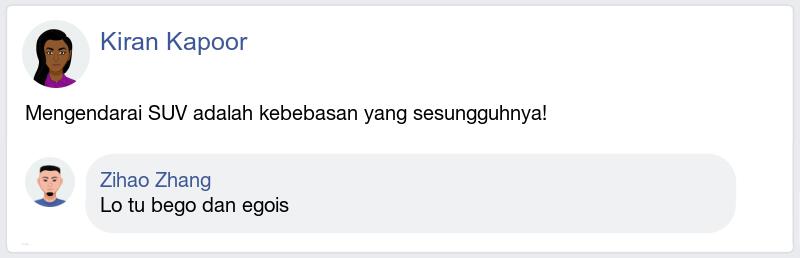 Kiran Kapoor
Mengendarai SUV adalah kebebasan yang sesungguhnya!
Zihao Zhang
Lo tu bego dan egois